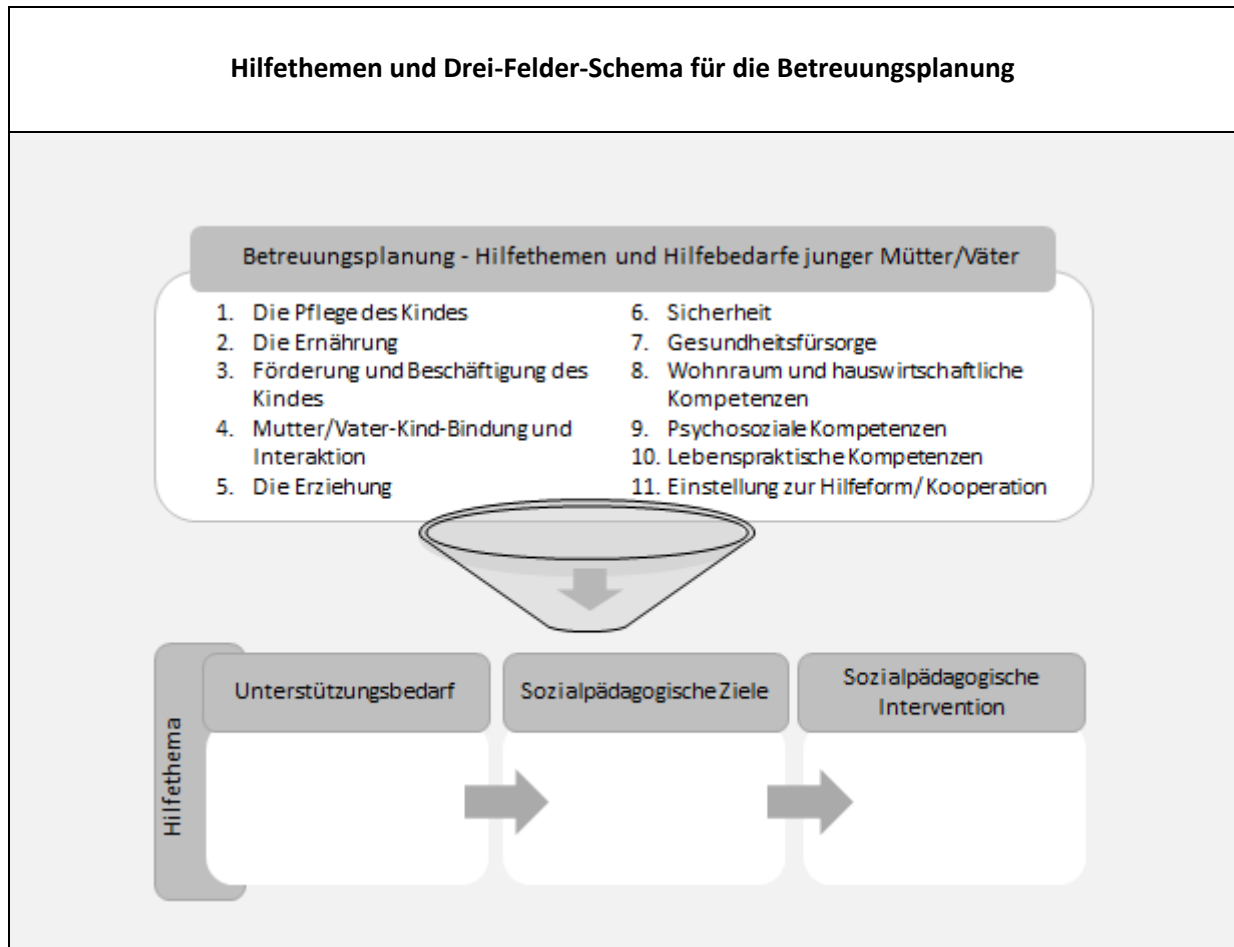 Hilfethemen und Drei-Felder-Schema für die Betreuungsplanung
Betreuungsplanung - Hilfethemen und Hilfebedarfe junger Mütter/Väter
1. Die Pflege des Kindes
2. Die Ernährung
3. Förderung und Beschäftigung des
Kindes
4. Mutter/Vater-Kind-Bindung und
Interaktion
5. Die Erziehung
6. Sicherheit
7. Gesundheitsfürsorge
8. Wohnraum und hauswirtschaftliche
Kompetenzen
9. Psychosoziale Kompetenzen
10. Lebenspraktische Kompetenzen
11. Einstellung zur Hilfeform/Kooperation
Hilfethema
Unterstützungsbedarf
Sozialpädagogische Ziele
Sozialpädagogische
Intervention